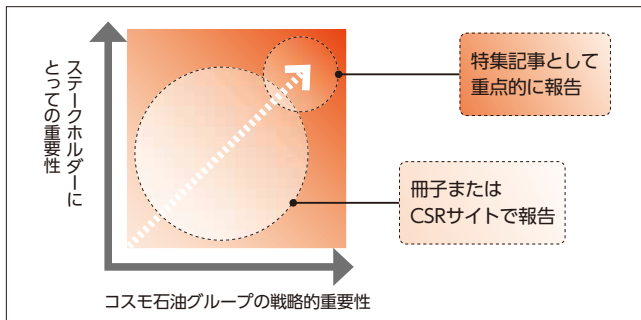 ステークホルダーに
とっての重要性
特集記事として
重点的に報告
冊子または
CSRサイトで報告
コスモ石油グループの戦略的重要性